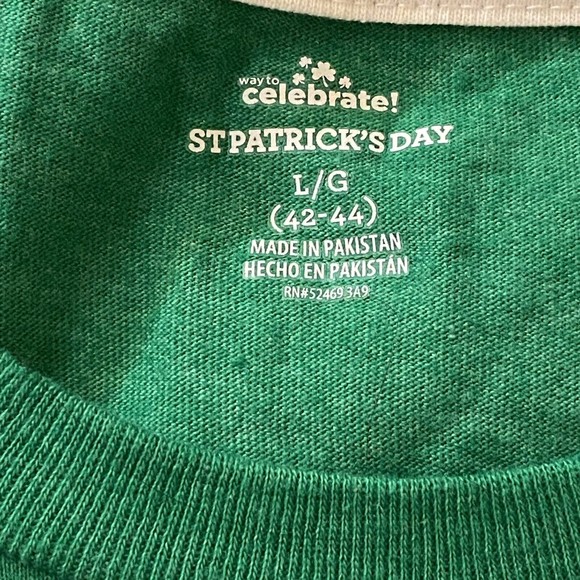 way to
celebrate!
ST PATRICK'S DAY
L/G
(42-44)
MADE IN PAKISTAN
HECHO EN PAKISTÁN
RN#52469 3A9